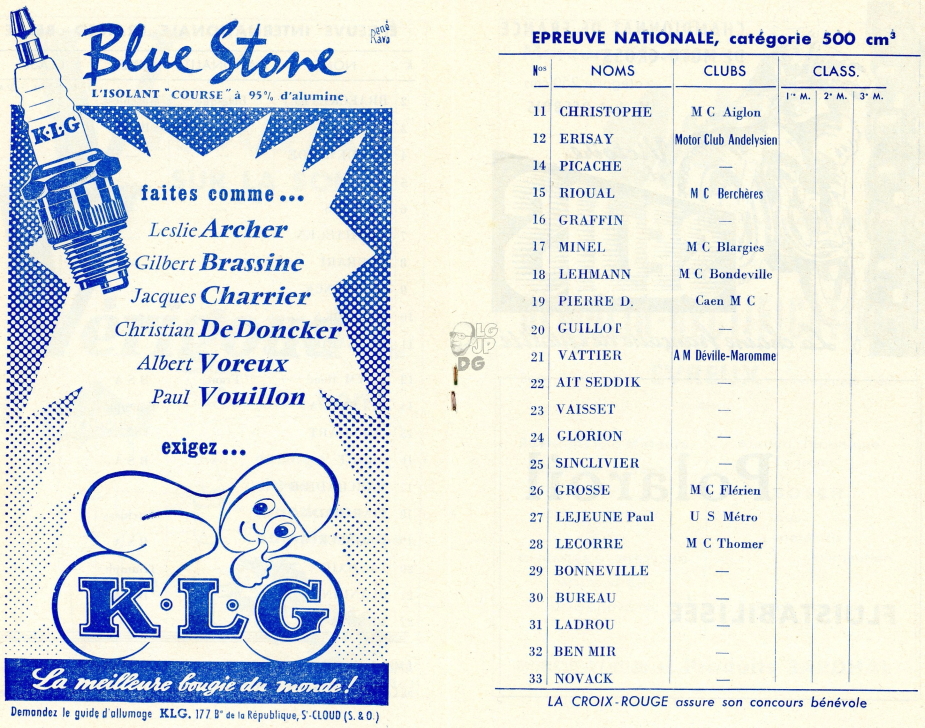 Blue Stone
René Ravo
L'ISOLANT "COURSE" à 95% d'alumine
K·L·G
faites comme...
Leslie Archer
Gilbert Brassine
Jacques Charrier
Christian De Doncker
Albert Voreux
Paul Vouillon
exigez...
K·L·G
La meilleure bougie du monde!
Demandez le guide d'allumage KLG. 177 Bd de la République, St-CLOUD (S. & O.)
LG
JP
DG
EPREUVE NATIONALE, catégorie 500 cm³
Nos NOMS CLUBS CLASS.
1re M. 2e M. 3e M.
11 CHRISTOPHE M C Aiglon
12 ERISAY Motor Club Andelysien
14 PICACHE —
15 RIOUAL M C Berchères
16 GRAFFIN —
17 MINEL M C Blargies
18 LEHMANN M C Bondeville
19 PIERRE D. Caen M C
20 GUILLOT —
21 VATTIER A M Déville-Maromme
22 AIT SEDDIK —
23 VAISSET —
24 GLORION —
25 SINCLIVIER —
26 GROSSE M C Flérien
27 LEJEUNE Paul U S Métro
28 LECORRE M C Thomer
29 BONNEVILLE —
30 BUREAU —
31 LADROU —
32 BEN MIR —
33 NOVACK —
LA CROIX-ROUGE assure son concours bénévole